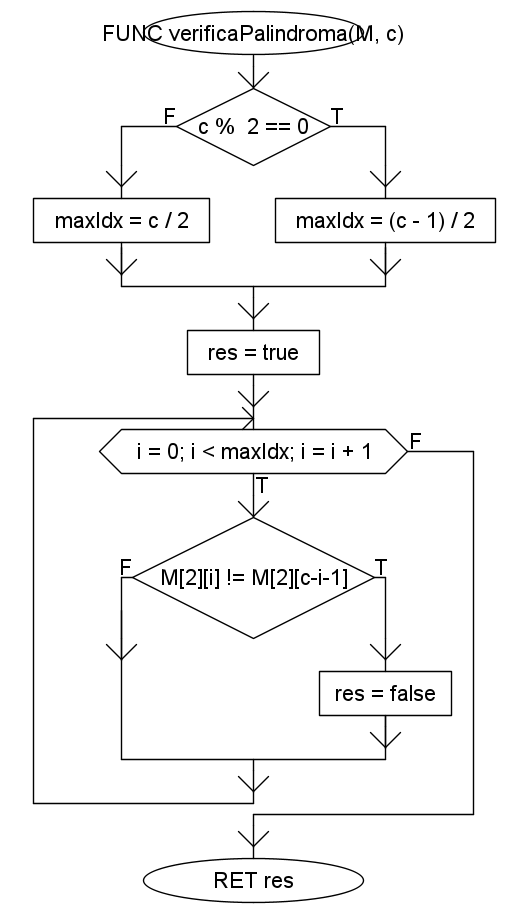 FUNC verificaPalindroma(M, c)
F
T
c % 2 == 0
maxIdx = c / 2
maxIdx = (c - 1) / 2
res = true
i = 0; i < maxIdx; i = i + 1
F
T
F
T
M[2][i] != M[2][c-i-1]
res = false
RET res